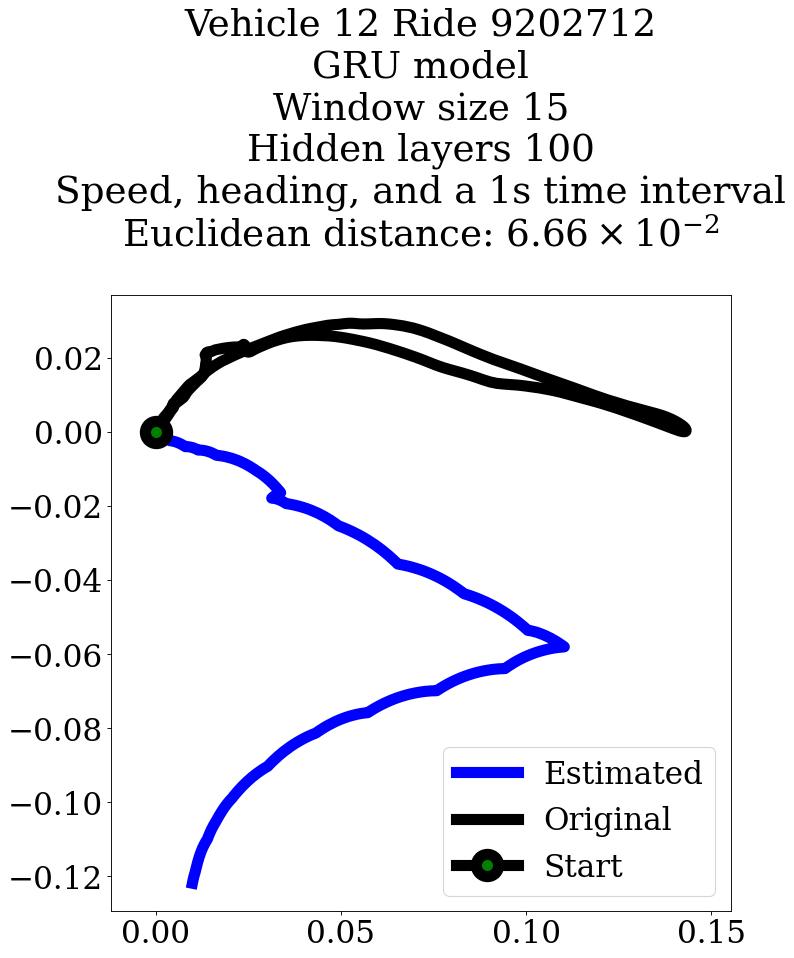 Vehicle 12 Ride 9202712
GRU model
Window size 15
Hidden layers 100
Speed, heading, and a 1s time interval
Euclidean distance: 6.66 × 10⁻²
0.02
0.00
−0.02
−0.04
−0.06
−0.08
−0.10
−0.12
Estimated
Original
Start
0.00 0.05 0.10 0.15